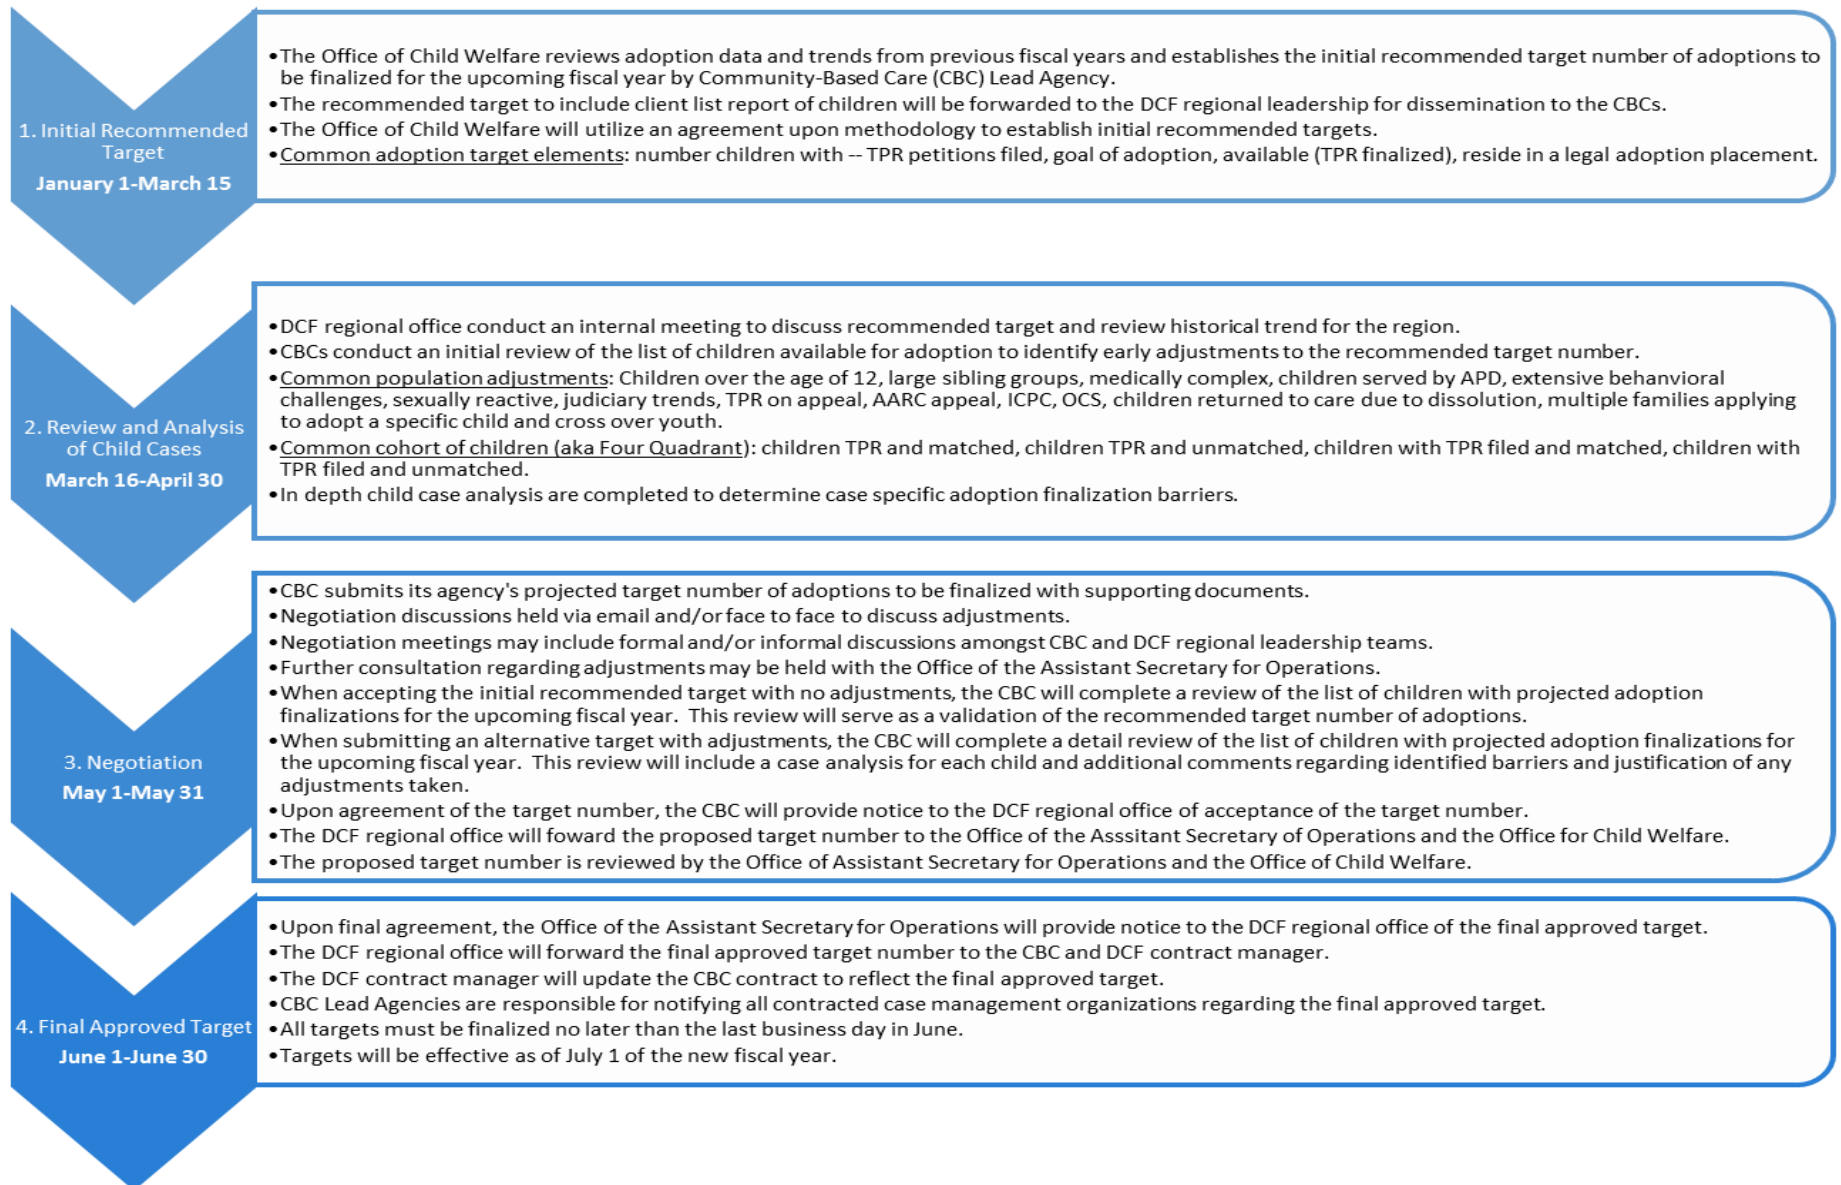 1. Initial Recommended
Target
January 1-March 15
•The Office of Child Welfare reviews adoption data and trends from previous fiscal years and establishes the initial recommended target number of adoptions to
be finalized for the upcoming fiscal year by Community-Based Care (CBC) Lead Agency.
•The recommended target to include client list report of children will be forwarded to the DCF regional leadership for dissemination to the CBCs.
•The Office of Child Welfare will utilize an agreement upon methodology to establish initial recommended targets.
•Common adoption target elements: number children with -- TPR petitions filed, goal of adoption, available (TPR finalized), reside in a legal adoption placement.
2. Review and Analysis
of Child Cases
March 16-April 30
•DCF regional office conduct an internal meeting to discuss recommended target and review historical trend for the region.
•CBCs conduct an initial review of the list of children available for adoption to identify early adjustments to the recommended target number.
•Common population adjustments: Children over the age of 12, large sibling groups, medically complex, children served by APD, extensive behanvioral
challenges, sexually reactive, judiciary trends, TPR on appeal, AARC appeal, ICPC, OCS, children returned to care due to dissolution, multiple families applying
to adopt a specific child and cross over youth.
•Common cohort of children (aka Four Quadrant): children TPR and matched, children TPR and unmatched, children with TPR filed and matched, children with
TPR filed and unmatched.
•In depth child case analysis are completed to determine case specific adoption finalization barriers.
3. Negotiation
May 1-May 31
•CBC submits its agency's projected target number of adoptions to be finalized with supporting documents.
•Negotiation discussions held via email and/or face to face to discuss adjustments.
•Negotiation meetings may include formal and/or informal discussions amongst CBC and DCF regional leadership teams.
•Further consultation regarding adjustments may be held with the Office of the Assistant Secretary for Operations.
•When accepting the initial recommended target with no adjustments, the CBC will complete a review of the list of children with projected adoption
finalizations for the upcoming fiscal year. This review will serve as a validation of the recommended target number of adoptions.
•When submitting an alternative target with adjustments, the CBC will complete a detail review of the list of children with projected adoption finalizations for
the upcoming fiscal year. This review will include a case analysis for each child and additional comments regarding identified barriers and justification of any
adjustments taken.
•Upon agreement of the target number, the CBC will provide notice to the DCF regional office of acceptance of the target number.
•The DCF regional office will foward the proposed target number to the Office of the Asssitant Secretary of Operations and the Office for Child Welfare.
•The proposed target number is reviewed by the Office of Assistant Secretary for Operations and the Office of Child Welfare.
4. Final Approved Target
June 1-June 30
•Upon final agreement, the Office of the Assistant Secretary for Operations will provide notice to the DCF regional office of the final approved target.
•The DCF regional office will forward the final approved target number to the CBC and DCF contract manager.
•The DCF contract manager will update the CBC contract to reflect the final approved target.
•CBC Lead Agencies are responsible for notifying all contracted case management organizations regarding the final approved target.
•All targets must be finalized no later than the last business day in June.
•Targets will be effective as of July 1 of the new fiscal year.